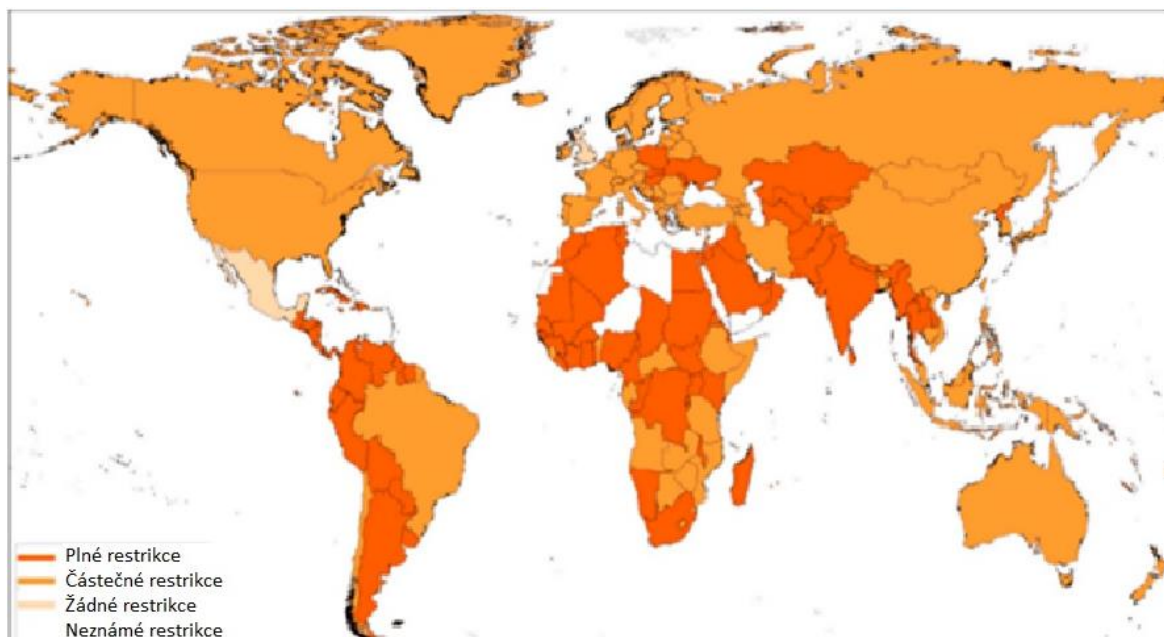 Plné restrikce
Částečné restrikce
Žádné restrikce
Neznámé restrikce